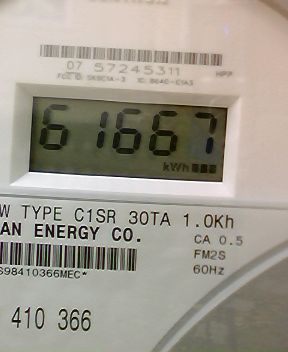 07 57245311 HPP
61667
kWh
W TYPE C1SR 30TA 1.0Kh
AN ENERGY CO.
CA 0.5
FM2S
60Hz
S98410366MEC*
410 366